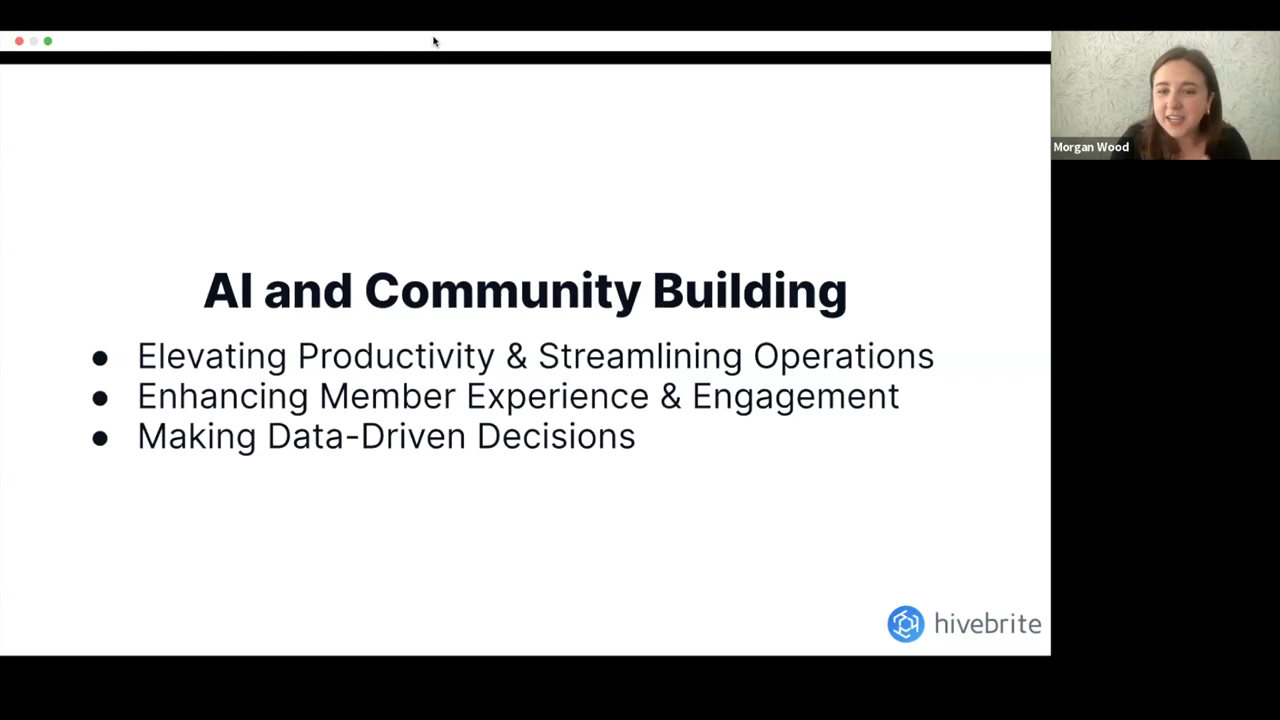 AI and Community Building
● Elevating Productivity & Streamlining Operations
● Enhancing Member Experience & Engagement
● Making Data-Driven Decisions
hivebrite
Morgan Wood